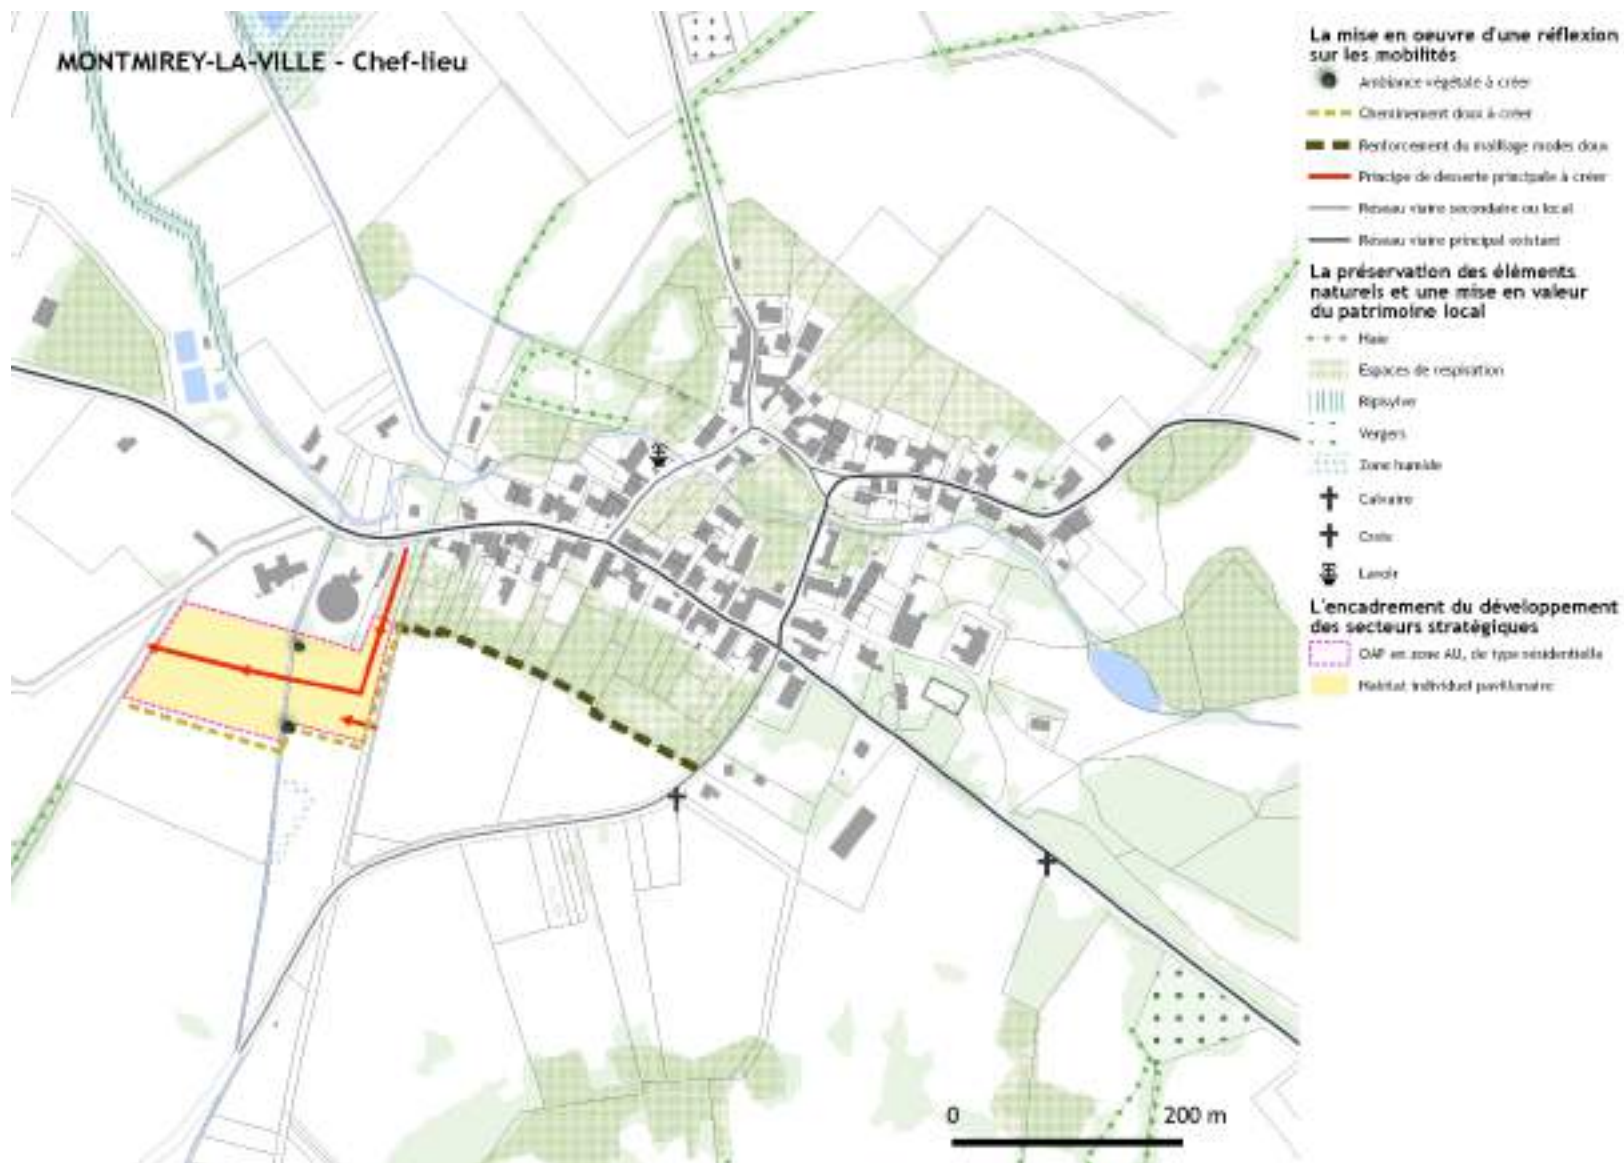 MONTMIREY-LA-VILLE - Chef-lieu
La mise en oeuvre d'une réflexion
sur les mobilités
Ambiance végétale à créer
Cheminement doux à créer
Renforcement du maillage modes doux
Principe de desserte principale à créer
Réseau viaire secondaire ou local
Réseau viaire principal existant
La préservation des éléments
naturels et une mise en valeur
du patrimoine local
Haie
Espaces de respiration
Ripisylve
Vergers
Zone humide
Calvaire
Croix
Lavoir
L'encadrement du développement
des secteurs stratégiques
OAP en zone AU, de type résidentielle
Habitat individuel pavillonaire
0 200 m